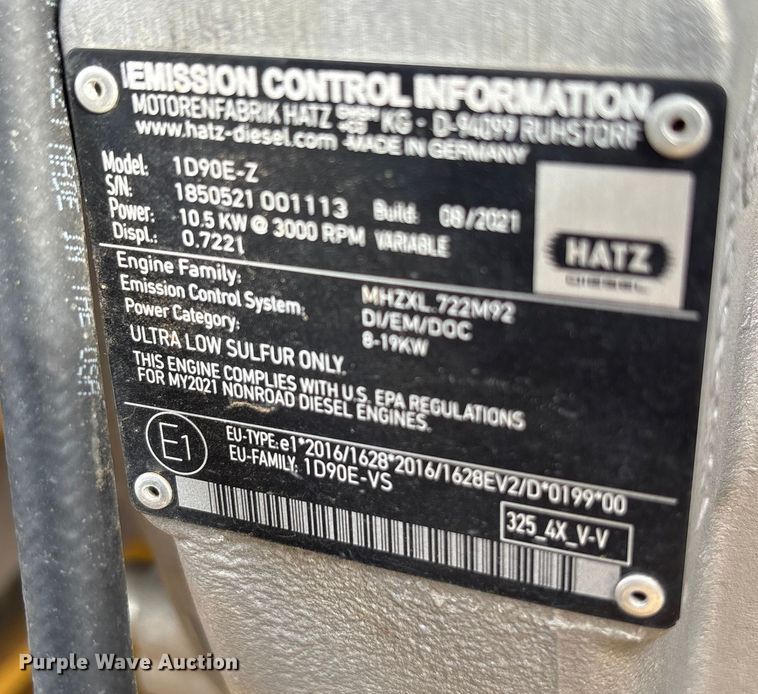 EMISSION CONTROL INFORMATION
MOTORENFABRIK HATZ GMBH +CO KG - D-94099 RUHSTORF
www.hatz-diesel.com -MADE IN GERMANY
Model: 1D90E-Z
S/N: 1850521 001113 Build: 08/2021
Power: 10.5 KW @ 3000 RPM VARIABLE
Displ.: 0.722l
HATZ
DIESEL
Engine Family: MHZXL.722M92
Emission Control System: DI/EM/DOC
Power Category: 8-19KW
ULTRA LOW SULFUR ONLY.
THIS ENGINE COMPLIES WITH U.S. EPA REGULATIONS
FOR MY2021 NONROAD DIESEL ENGINES.
E1
EU-TYPE: e1*2016/1628*2016/1628EV2/D*0199*00
EU-FAMILY: 1D90E-VS
325_4X_V-V
Purple Wave Auction